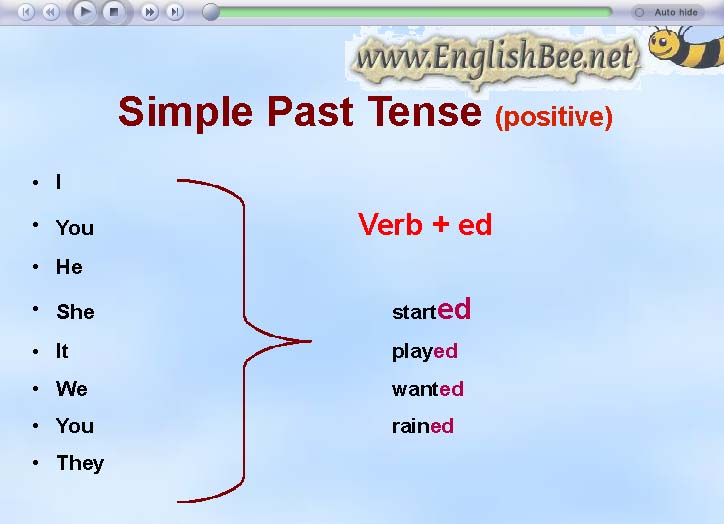 Auto hide
www.EnglishBee.net
Simple Past Tense (positive)
• I
• You
• He
• She
• It
• We
• You
• They
Verb + ed
started
played
wanted
rained